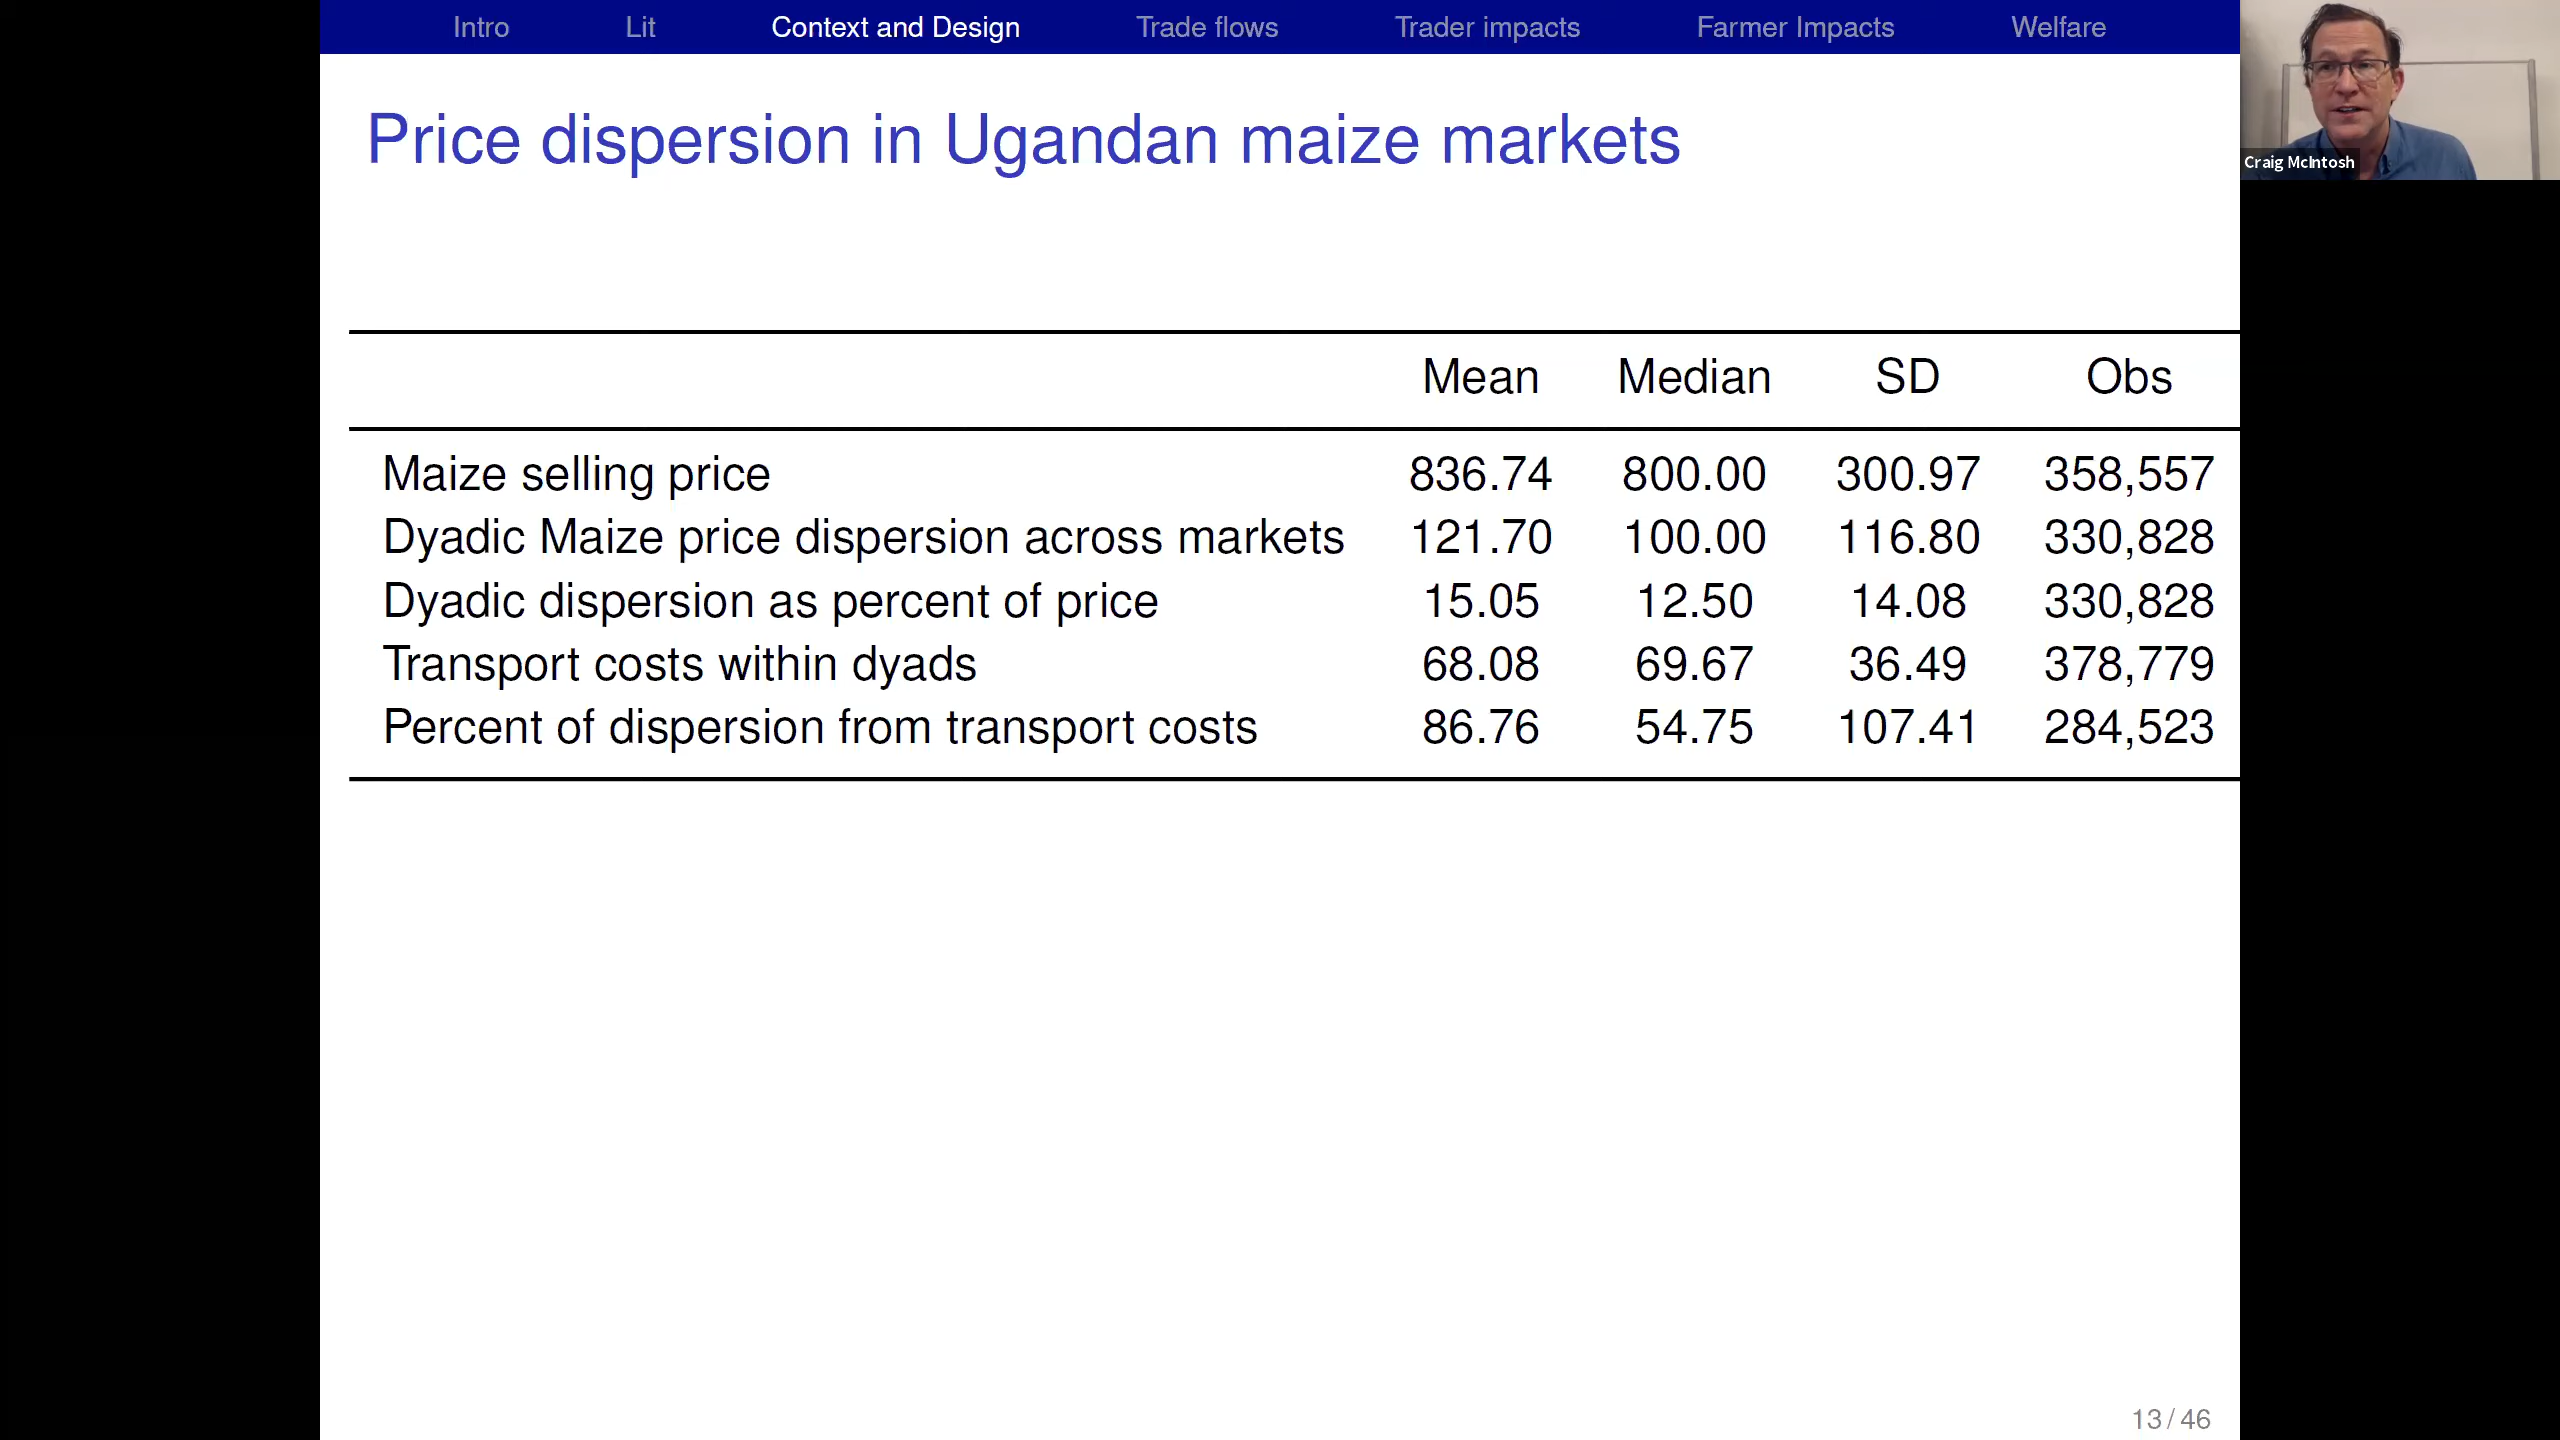 Intro Lit Context and Design Trade flows Trader impacts Farmer Impacts Welfare
Craig McIntosh
Price dispersion in Ugandan maize markets
Mean Median SD Obs
Maize selling price 836.74 800.00 300.97 358,557
Dyadic Maize price dispersion across markets 121.70 100.00 116.80 330,828
Dyadic dispersion as percent of price 15.05 12.50 14.08 330,828
Transport costs within dyads 68.08 69.67 36.49 378,779
Percent of dispersion from transport costs 86.76 54.75 107.41 284,523
13 / 46